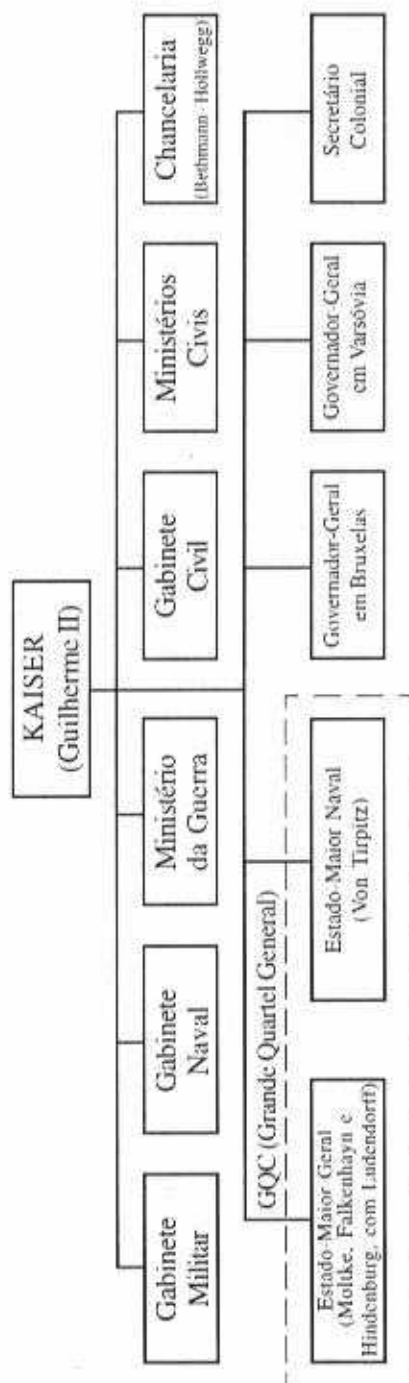 KAISER
(Guilherme II)
Gabinete
Militar
Gabinete
Naval
Ministério
da Guerra
Gabinete
Civil
Ministérios
Civis
Chancelaria
(Bethmann-Hollwegg)
GQC (Grande Quartel General)
Estado-Maior Geral
(Moltke, Falkenhayn e
Hindenburg, com Ludendorff)
Estado-Maior Naval
(Von Tirpitz)
Governador-Geral
em Bruxelas
Governador-Geral
em Varsóvia
Secretário
Colonial